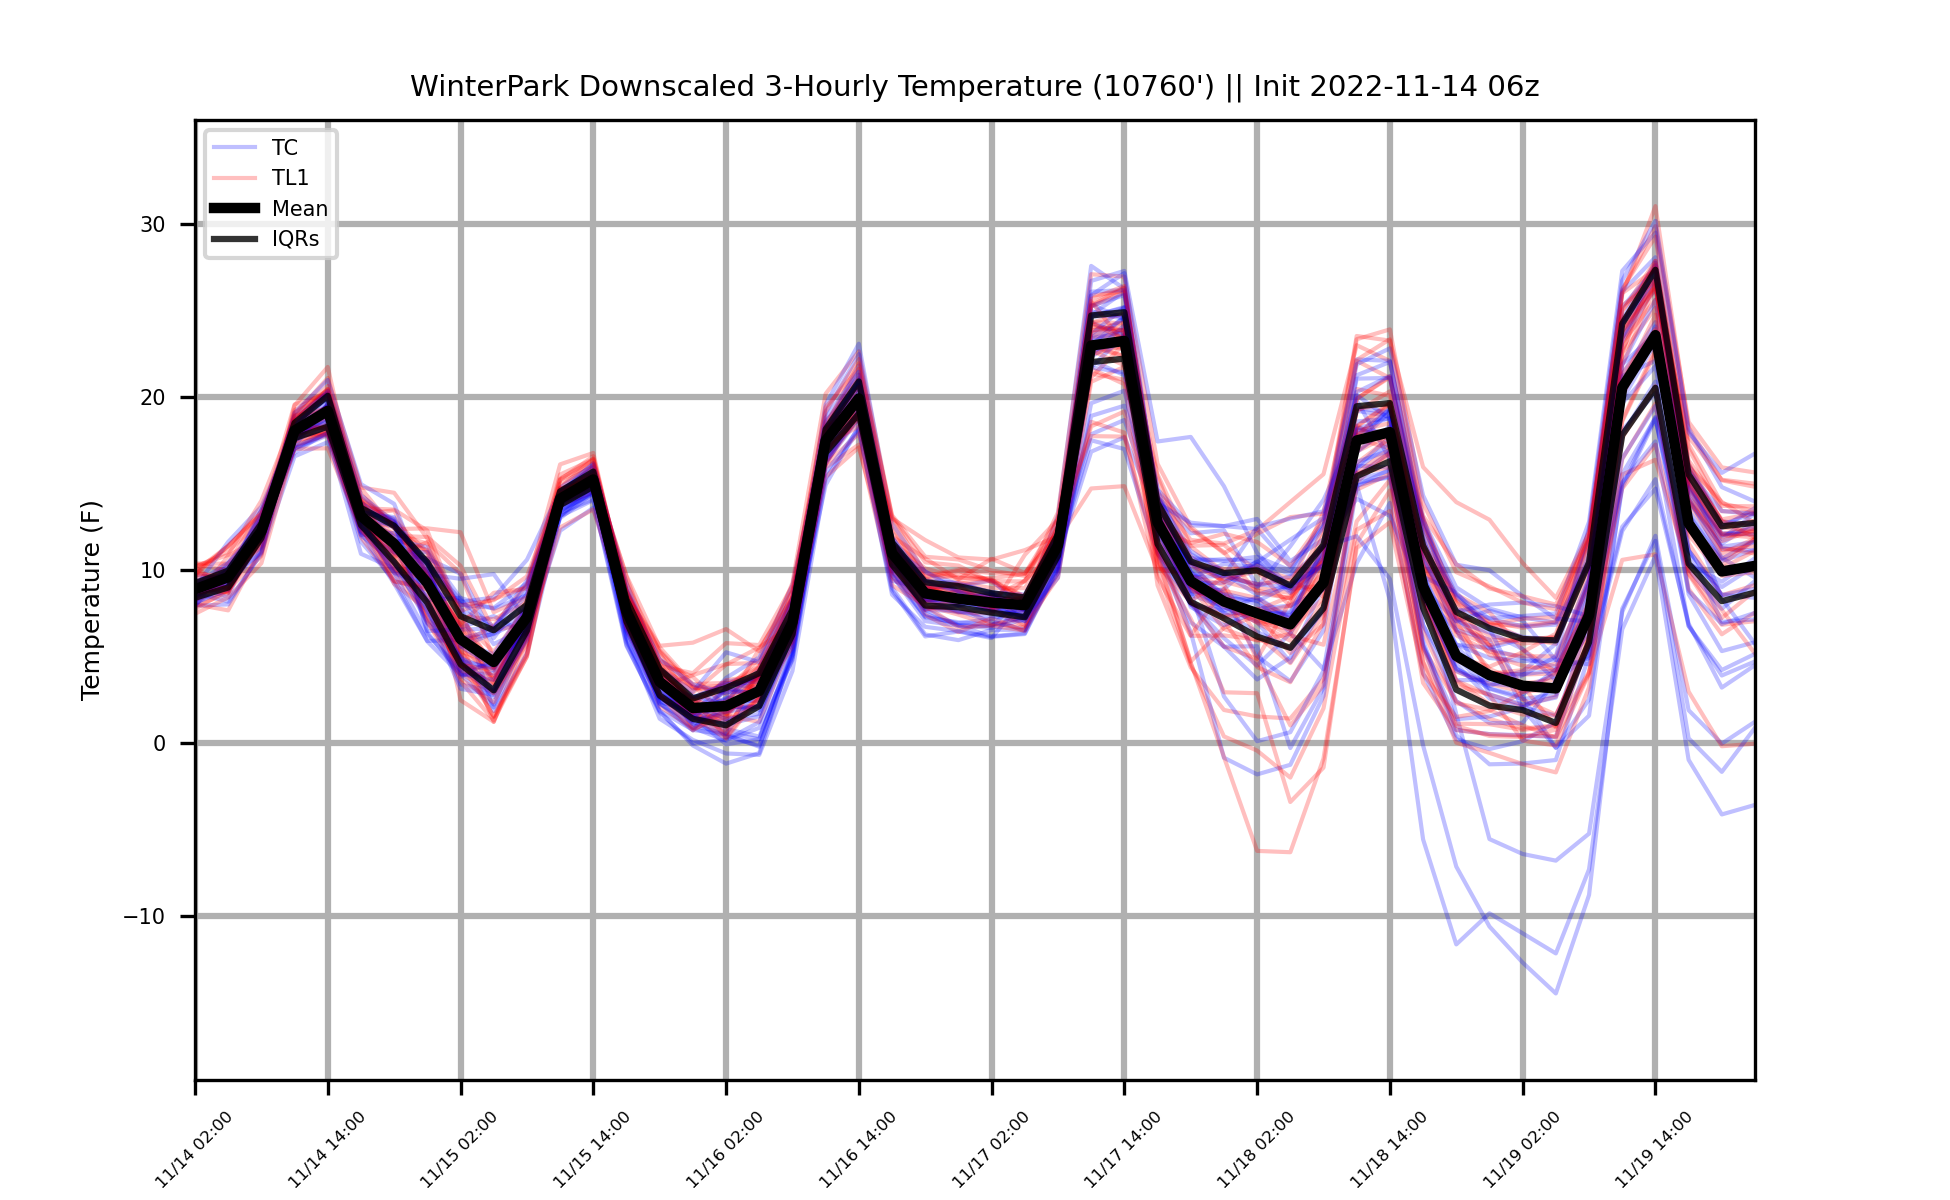 WinterPark Downscaled 3-Hourly Temperature (10760') || Init 2022-11-14 06z
TC
TL1
Mean
IQRs
Temperature (F)
30
20
10
0
−10
11/14 02:00
11/14 14:00
11/15 02:00
11/15 14:00
11/16 02:00
11/16 14:00
11/17 02:00
11/17 14:00
11/18 02:00
11/18 14:00
11/19 02:00
11/19 14:00